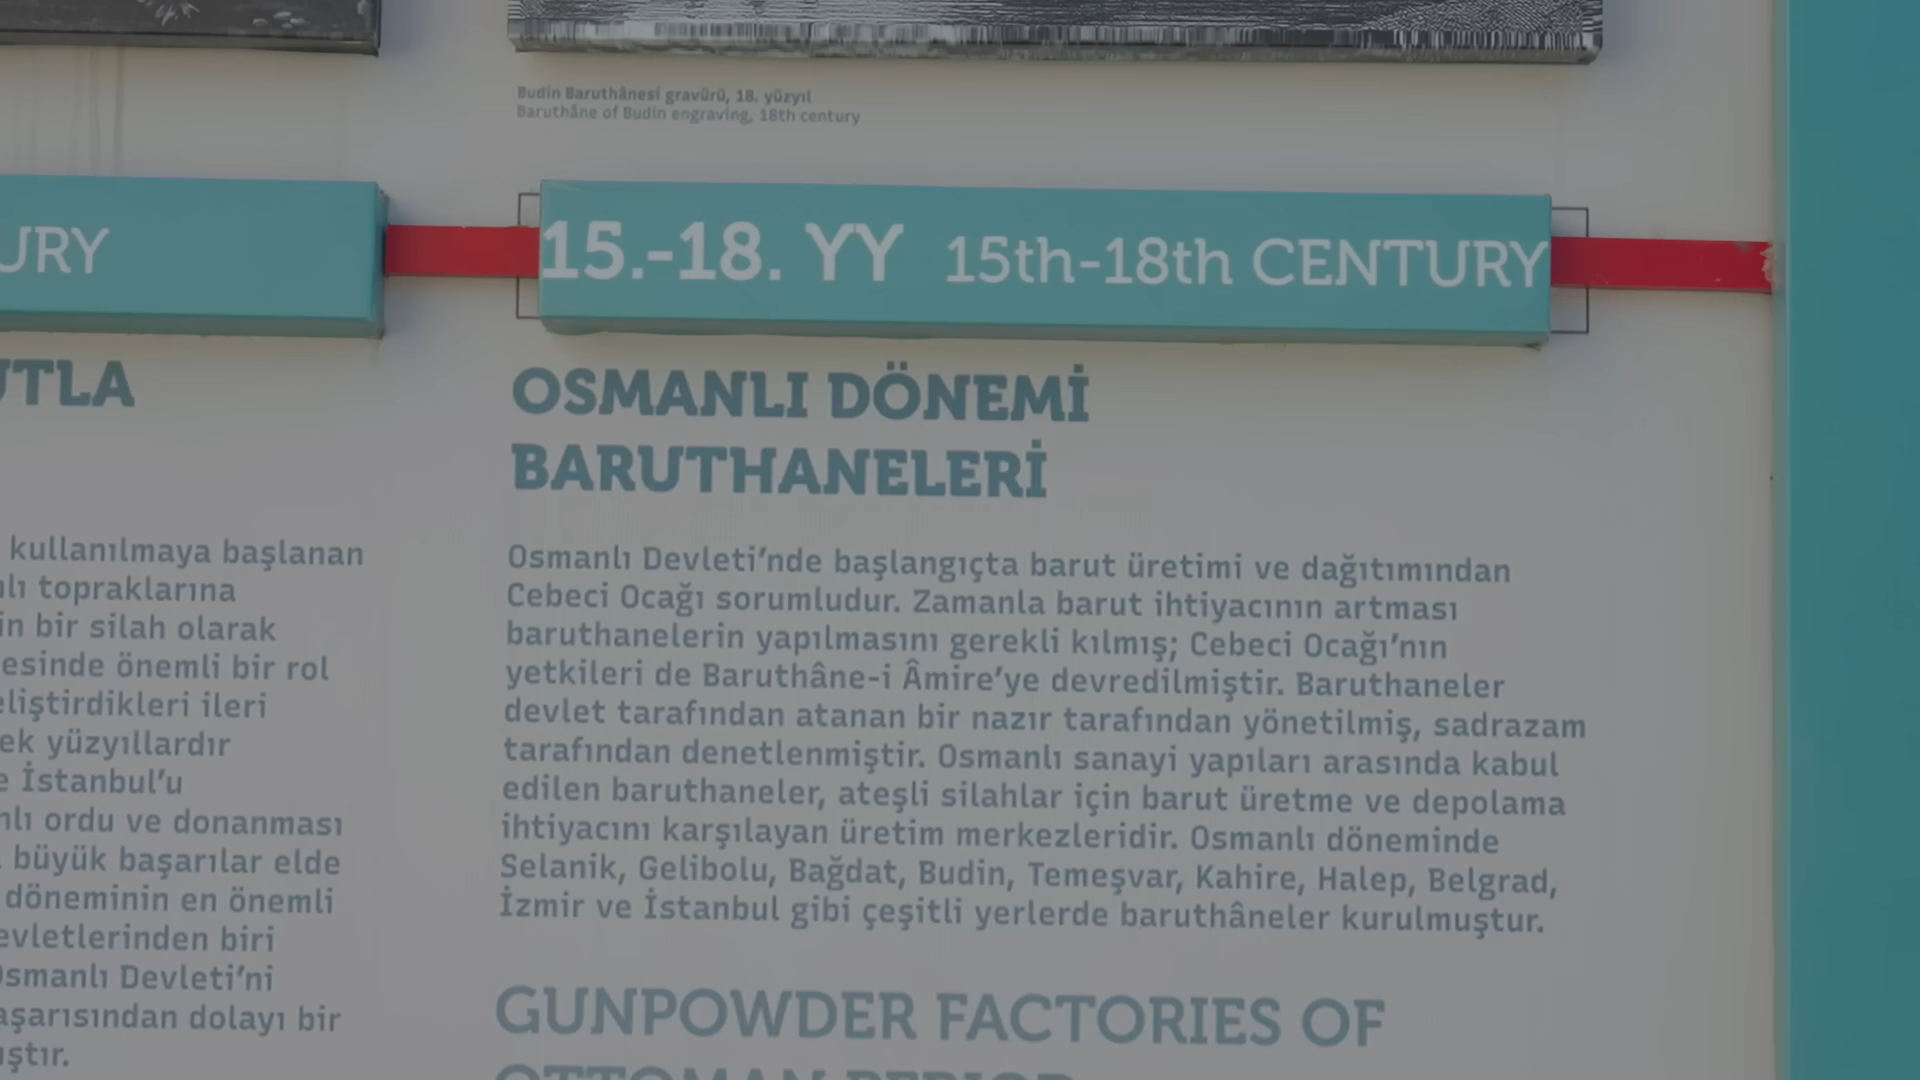 Budin Baruthânesi gravürü, 18. yüzyıl
Baruthâne of Budin engraving, 18th century
URY
15.-18. YY 15th-18th CENTURY
UTLA
kullanılmaya başlanan
topraklarına
bir silah olarak
önemli bir rol
ileri
yüzyıllardır
İstanbul’u
ordu ve donanması
büyük başarılar elde
döneminin en önemli
biri
Osmanlı Devleti’ni
dolayı bir
OSMANLI DÖNEMİ
BARUTHANELERİ
Osmanlı Devleti’nde başlangıçta barut üretimi ve dağıtımından
Cebeci Ocağı sorumludur. Zamanla barut ihtiyacının artması
baruthanelerin yapılmasını gerekli kılmış; Cebeci Ocağı’nın
yetkileri de Baruthâne-i Âmire’ye devredilmiştir. Baruthaneler
devlet tarafından atanan bir nazır tarafından yönetilmiş, sadrazam
tarafından denetlenmiştir. Osmanlı sanayi yapıları arasında kabul
edilen baruthaneler, ateşli silahlar için barut üretme ve depolama
ihtiyacını karşılayan üretim merkezleridir. Osmanlı döneminde
Selanik, Gelibolu, Bağdat, Budin, Temeşvar, Kahire, Halep, Belgrad,
İzmir ve İstanbul gibi çeşitli yerlerde baruthâneler kurulmuştur.
GUNPOWDER FACTORIES OF
OTTOMAN PERIOD